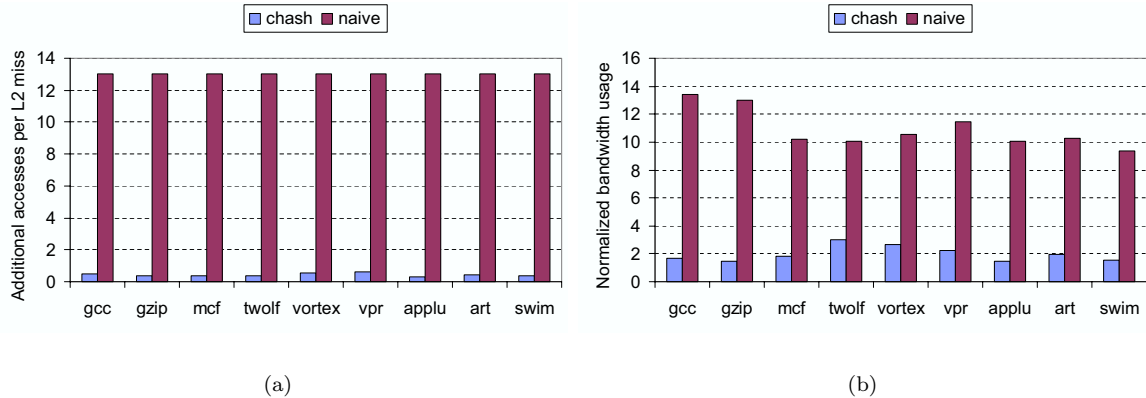 chash naive
Additional accesses per L2 miss
14
12
10
8
6
4
2
0
gcc gzip mcf twolf vortex vpr applu art swim
(a)
chash naive
Normalized bandwidth usage
16
14
12
10
8
6
4
2
0
gcc gzip mcf twolf vortex vpr applu art swim
(b)